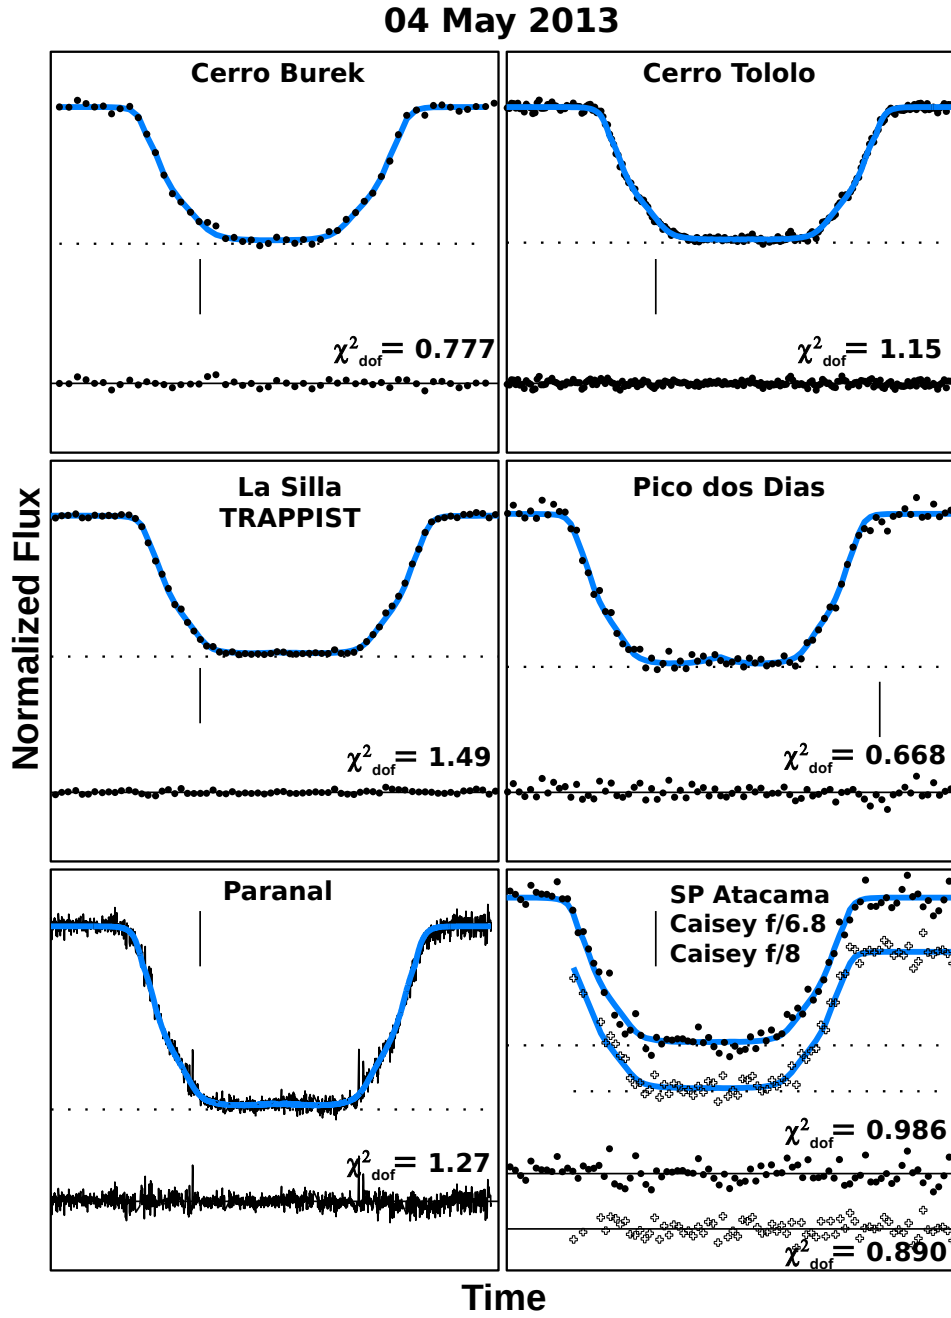 04 May 2013
Cerro Burek
χ²dof= 0.777
Cerro Tololo
χ²dof= 1.15
La Silla
TRAPPIST
χ²dof= 1.49
Pico dos Dias
χ²dof= 0.668
Paranal
χ²dof= 1.27
SP Atacama
Caisey f/6.8
Caisey f/8
χ²dof= 0.986
χ²dof= 0.890
Normalized Flux
Time